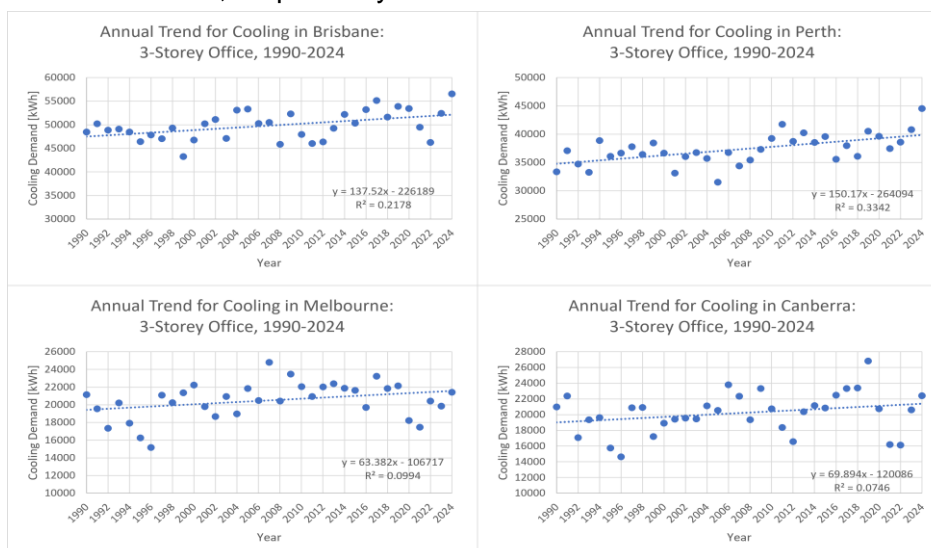 Annual Trend for Cooling in Brisbane:
3-Storey Office, 1990-2024
Cooling Demand [kWh]
60000
55000
50000
45000
40000
35000
30000
y = 137.52x - 226189
R² = 0.2178
1990 1992 1994 1996 1998 2000 2002 2004 2006 2008 2010 2012 2014 2016 2018 2020 2022 2024
Year
Annual Trend for Cooling in Perth:
3-Storey Office, 1990-2024
Cooling Demand [kWh]
50000
45000
40000
35000
30000
25000
y = 150.17x - 264094
R² = 0.3342
1990 1992 1994 1996 1998 2000 2002 2004 2006 2008 2010 2012 2014 2016 2018 2020 2022 2024
Year
Annual Trend for Cooling in Melbourne:
3-Storey Office, 1990-2024
Cooling Demand [kWh]
26000
24000
22000
20000
18000
16000
14000
12000
10000
y = 63.382x - 106717
R² = 0.0994
1990 1992 1994 1996 1998 2000 2002 2004 2006 2008 2010 2012 2014 2016 2018 2020 2022 2024
Year
Annual Trend for Cooling in Canberra:
3-Storey Office, 1990-2024
Cooling Demand [kWh]
28000
26000
24000
22000
20000
18000
16000
14000
12000
10000
y = 69.894x - 120086
R² = 0.0746
1990 1992 1994 1996 1998 2000 2002 2004 2006 2008 2010 2012 2014 2016 2018 2020 2022 2024
Year